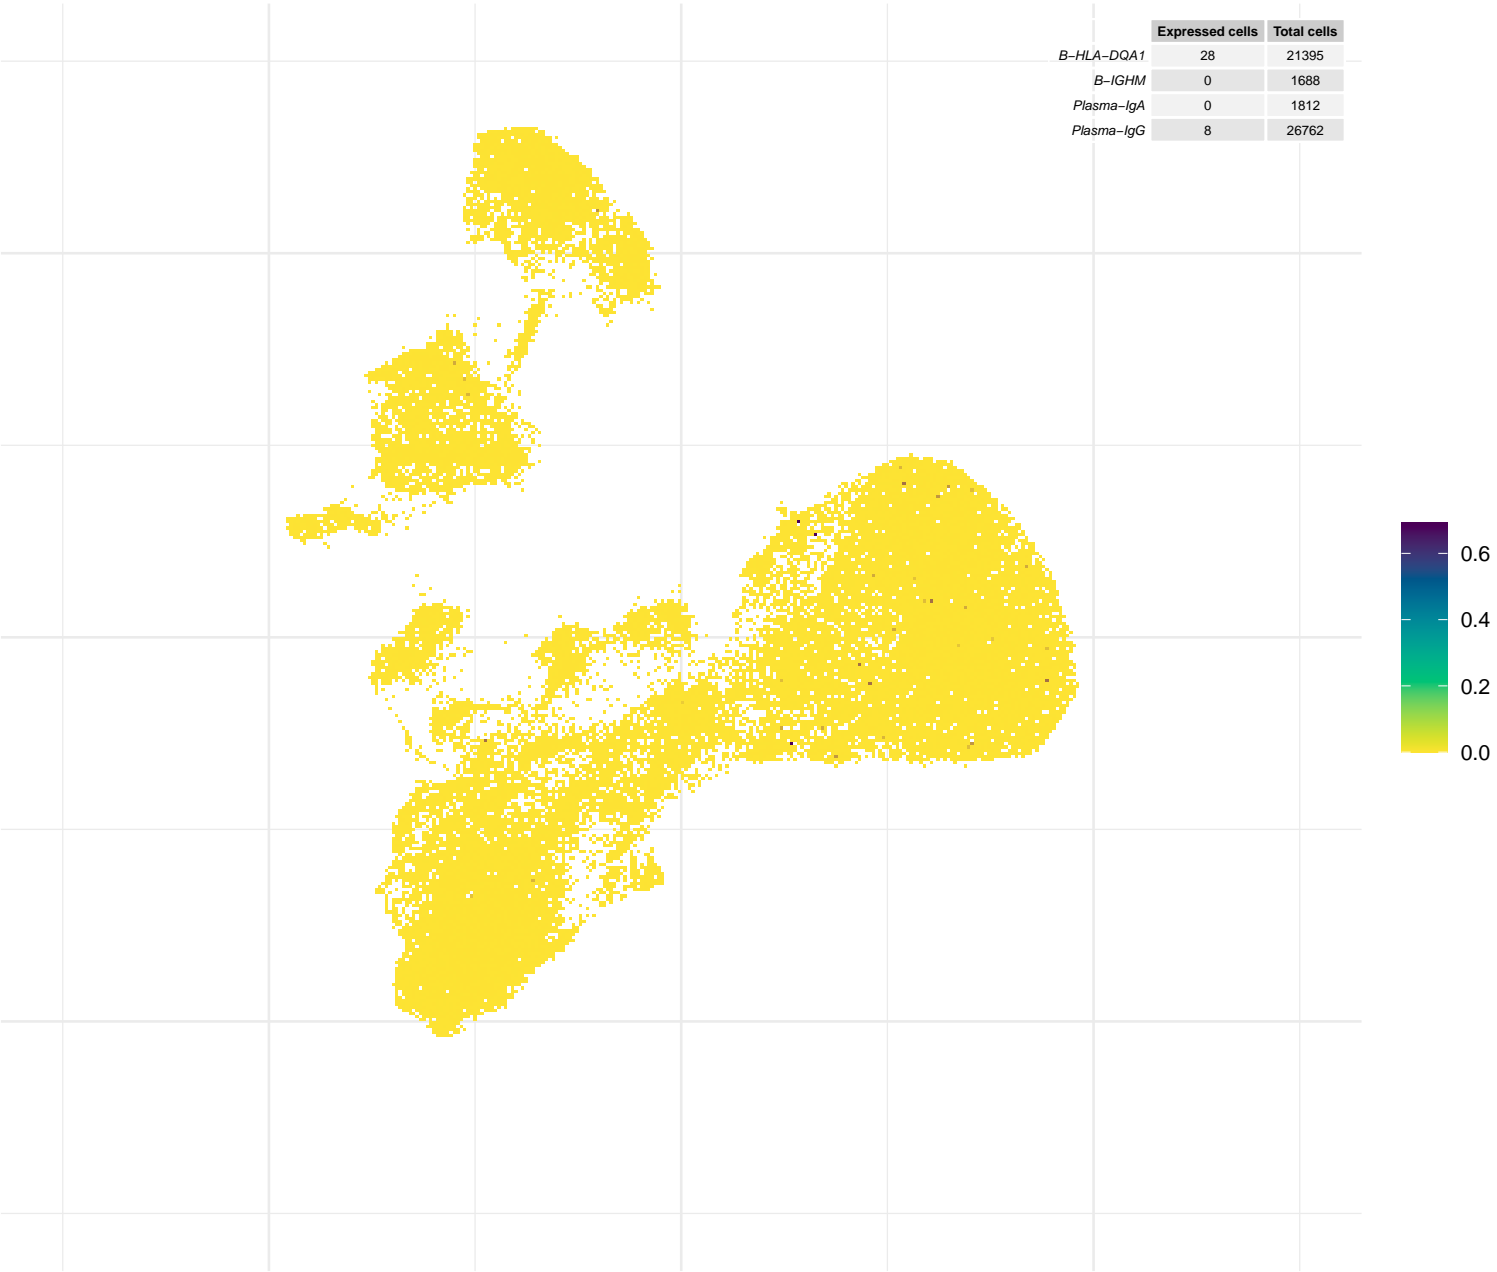 Expressed cells Total cells
B−HLA−DQA1 28 21395
B−IGHM 0 1688
Plasma−IgA 0 1812
Plasma−IgG 8 26762
0.6
0.4
0.2
0.0